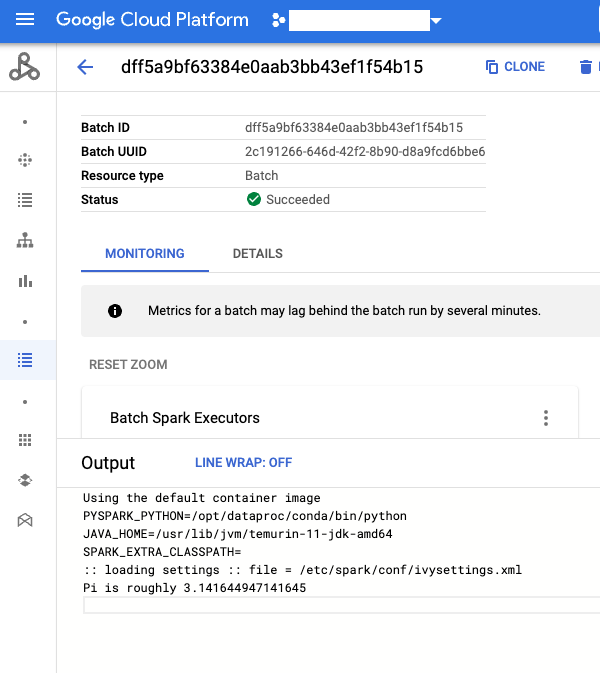 Google Cloud Platform
dff5a9bf63384e0aab3bb43ef1f54b15 CLONE
Batch ID dff5a9bf63384e0aab3bb43ef1f54b15
Batch UUID 2c191266-646d-42f2-8b90-d8a9fcd6bbe6
Resource type Batch
Status Succeeded
MONITORING DETAILS
Metrics for a batch may lag behind the batch run by several minutes.
RESET ZOOM
Batch Spark Executors
Output LINE WRAP: OFF
Using the default container image
PYSPARK_PYTHON=/opt/dataproc/conda/bin/python
JAVA_HOME=/usr/lib/jvm/temurin-11-jdk-amd64
SPARK_EXTRA_CLASSPATH=
:: loading settings :: file = /etc/spark/conf/ivysettings.xml
Pi is roughly 3.141644947141645